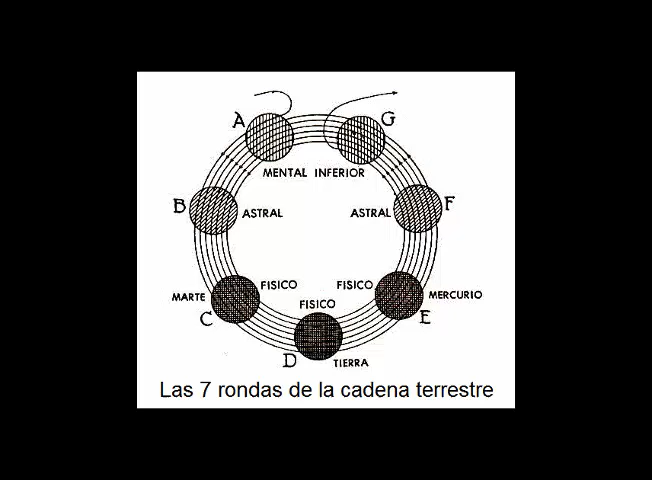 A
G
MENTAL INFERIOR
B
ASTRAL
ASTRAL
F
MARTE
FISICO
FISICO
MERCURIO
FISICO
C
E
D
TIERRA
Las 7 rondas de la cadena terrestre